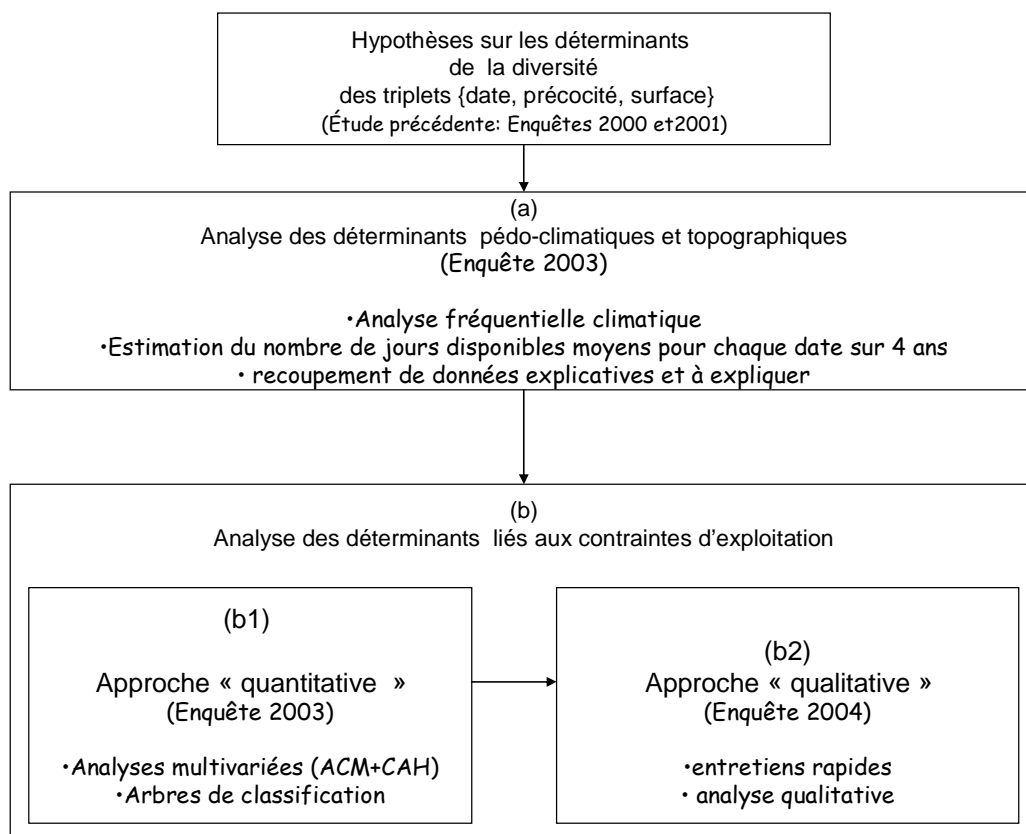 Hypothèses sur les déterminants
de la diversité
des triplets {date, précocité, surface}
(Étude précédente: Enquêtes 2000 et2001)
(a)
Analyse des déterminants pédo-climatiques et topographiques
(Enquête 2003)
•Analyse fréquentielle climatique
•Estimation du nombre de jours disponibles moyens pour chaque date sur 4 ans
• recoupement de données explicatives et à expliquer
(b)
Analyse des déterminants liés aux contraintes d’exploitation
(b1)
Approche « quantitative »
(Enquête 2003)
•Analyses multivariées (ACM+CAH)
•Arbres de classification
(b2)
Approche « qualitative »
(Enquête 2004)
•entretiens rapides
• analyse qualitative